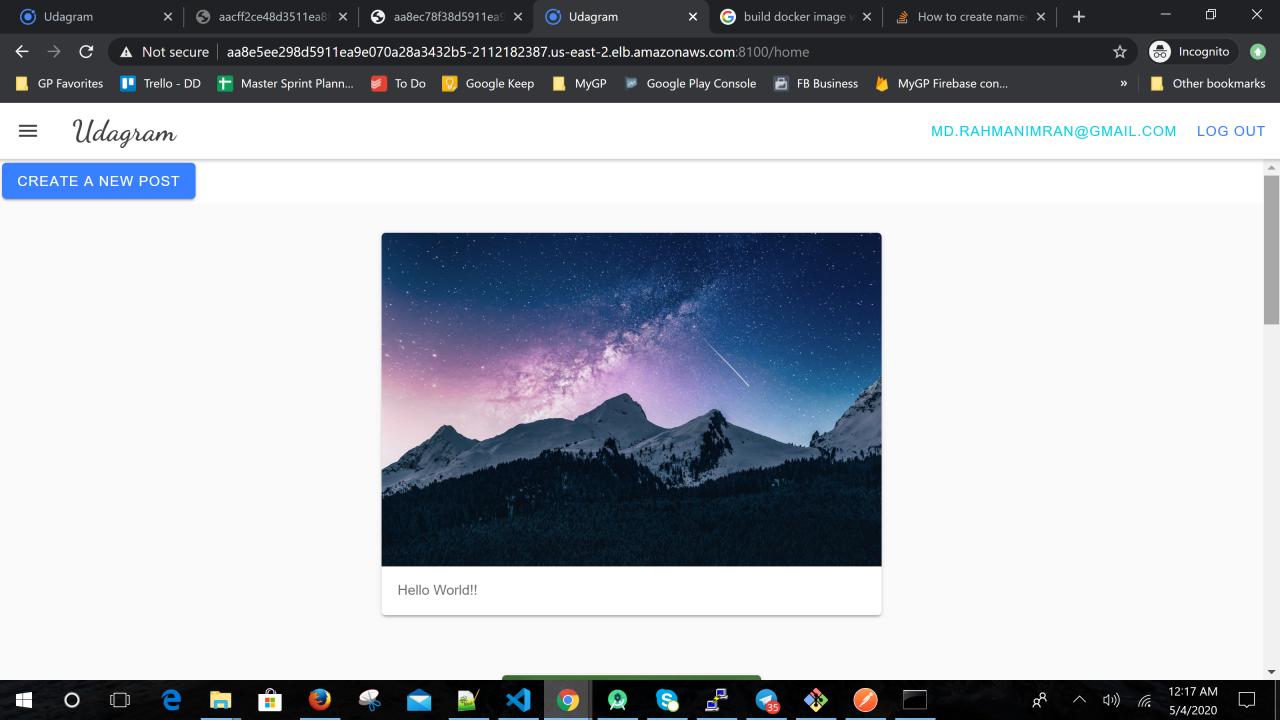 Udagram
aacff2ce48d3511ea8
aa8ec78f38d5911ea9
Udagram
build docker image
How to create name
Not secure
aa8e5ee298d5911ea9e070a28a3432b5-2112182387.us-east-2.elb.amazonaws.com:8100/home
Incognito
GP Favorites
Trello - DD
Master Sprint Plann...
To Do
Google Keep
MyGP
Google Play Console
FB Business
MyGP Firebase con...
»
Other bookmarks
Udagram
MD.RAHMANIMRAN@GMAIL.COM
LOG OUT
CREATE A NEW POST
Hello World!!
35
12:17 AM
5/4/2020